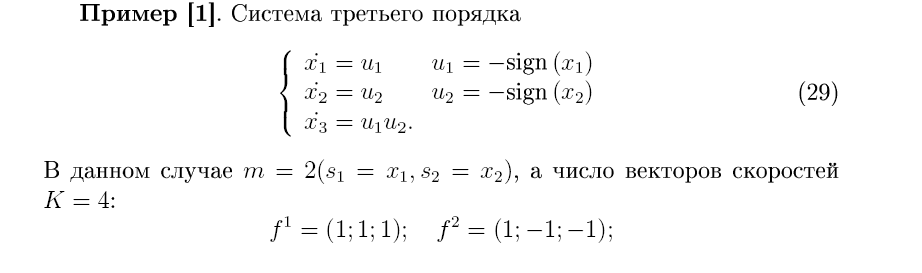 Пример [1]. Система третьего порядка
ẋ₁ = u₁ u₁ = −sign (x₁)
ẋ₂ = u₂ u₂ = −sign (x₂)
(29)
ẋ₃ = u₁u₂.
В данном случае m = 2(s₁ = x₁, s₂ = x₂), а число векторов скоростей
K = 4:
f¹ = (1; 1; 1); f² = (1; −1; −1);